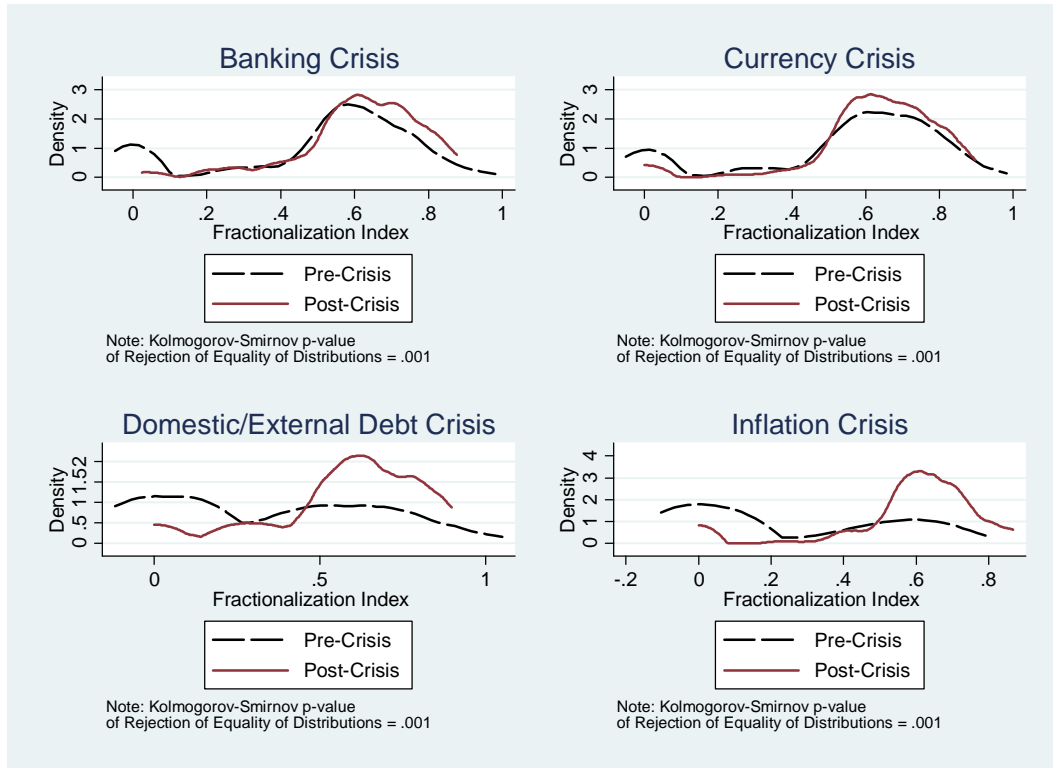 Banking Crisis
Density
3
2
1
0
0 .2 .4 .6 .8 1
Fractionalization Index
Pre-Crisis
Post-Crisis
Note: Kolmogorov-Smirnov p-value
of Rejection of Equality of Distributions = .001
Currency Crisis
Density
3
2
1
0
0 .2 .4 .6 .8 1
Fractionalization Index
Pre-Crisis
Post-Crisis
Note: Kolmogorov-Smirnov p-value
of Rejection of Equality of Distributions = .001
Domestic/External Debt Crisis
Density
0 .5 1 1.5 2
0 .5 1
Fractionalization Index
Pre-Crisis
Post-Crisis
Note: Kolmogorov-Smirnov p-value
of Rejection of Equality of Distributions = .001
Inflation Crisis
Density
4
3
2
1
0
-.2 0 .2 .4 .6 .8
Fractionalization Index
Pre-Crisis
Post-Crisis
Note: Kolmogorov-Smirnov p-value
of Rejection of Equality of Distributions = .001